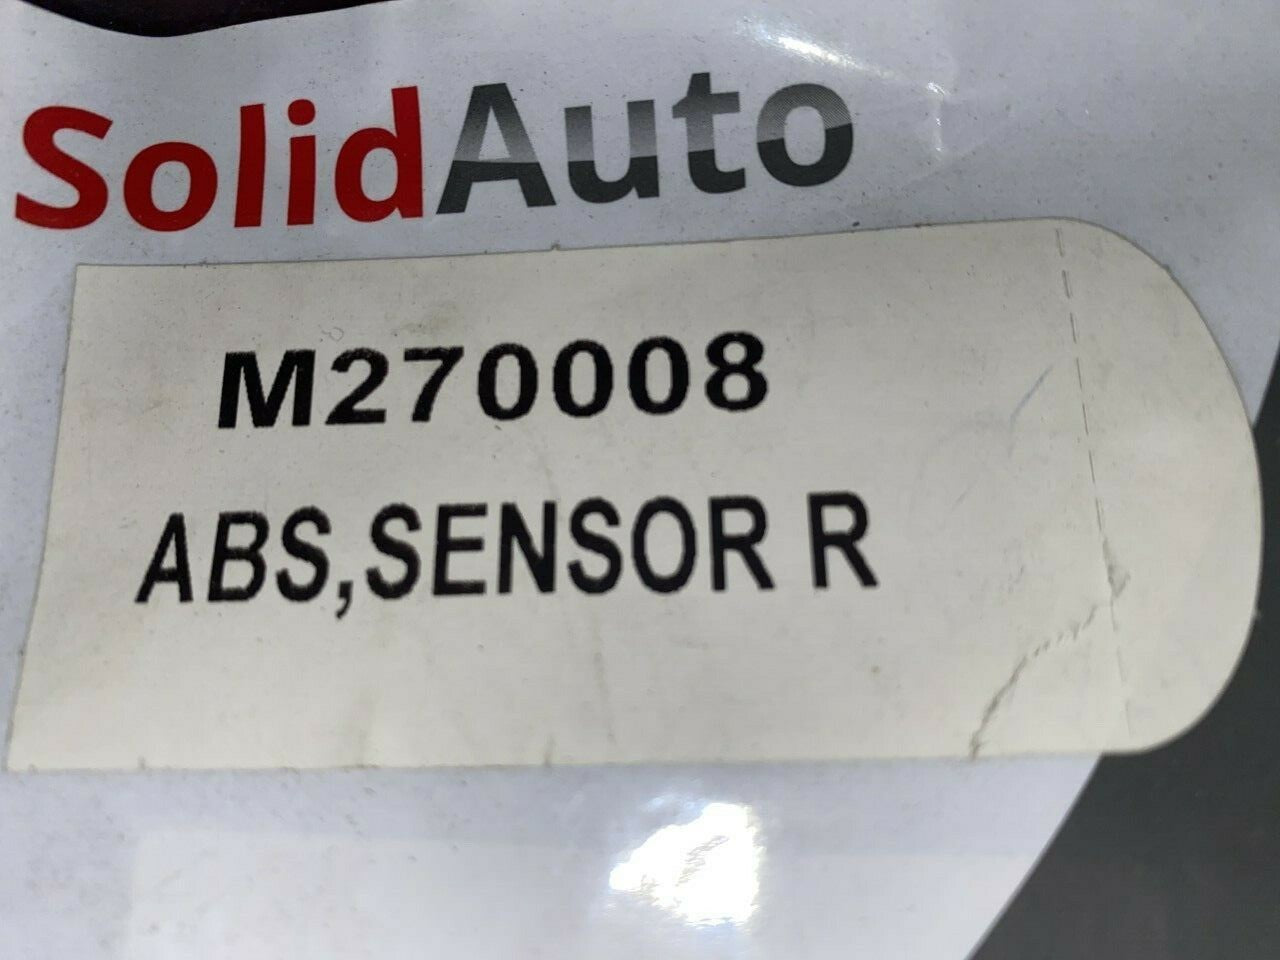 SolidAuto
M270008
ABS,SENSOR R